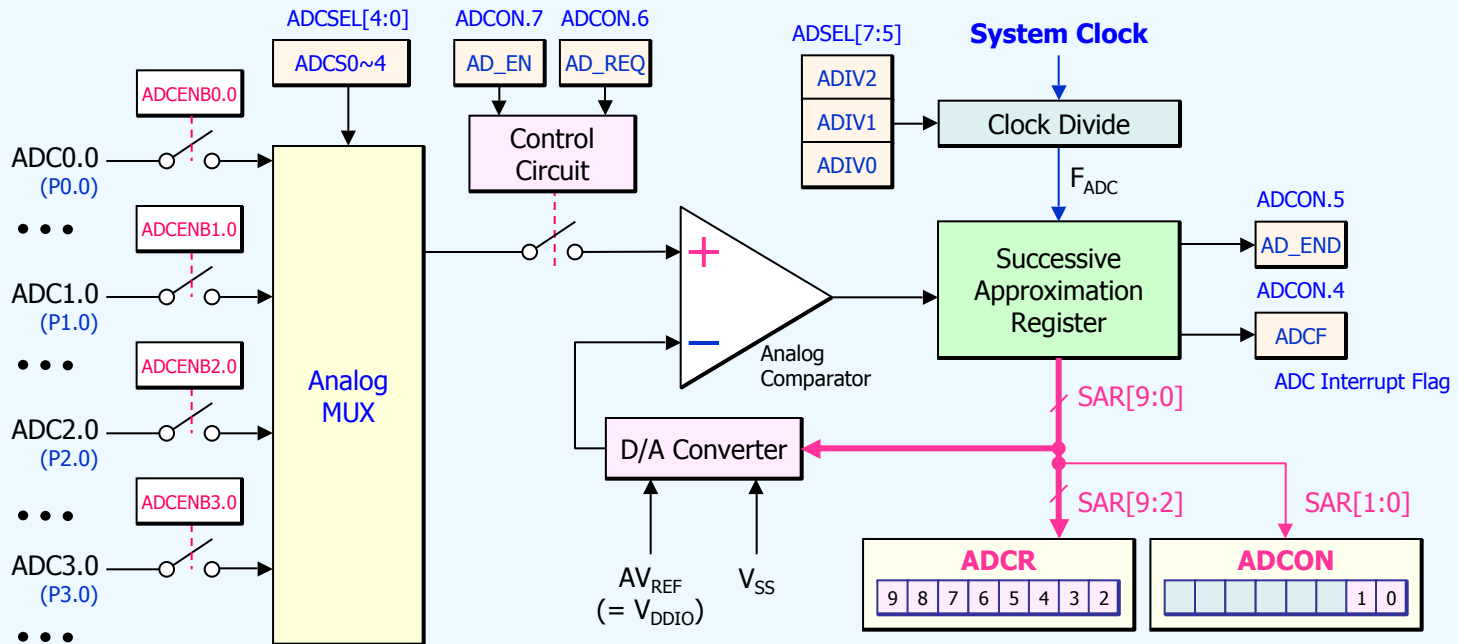 ADCSEL[4:0]
ADCS0~4
ADCON.7
AD_EN
ADCON.6
AD_REQ
Control
Circuit
ADSEL[7:5]
ADIV2
ADIV1
ADIV0
System Clock
Clock Divide
FADC
ADCENB0.0
ADC0.0
(P0.0)
•••
ADCENB1.0
ADC1.0
(P1.0)
•••
ADCENB2.0
ADC2.0
(P2.0)
•••
ADCENB3.0
ADC3.0
(P3.0)
•••
Analog
MUX
+
−
Analog
Comparator
Successive
Approximation
Register
ADCON.5
AD_END
ADCON.4
ADCF
ADC Interrupt Flag
SAR[9:0]
D/A Converter
AVREF
(= VDDIO)
VSS
SAR[9:2]
SAR[1:0]
ADCR
9 8 7 6 5 4 3 2
ADCON
1 0